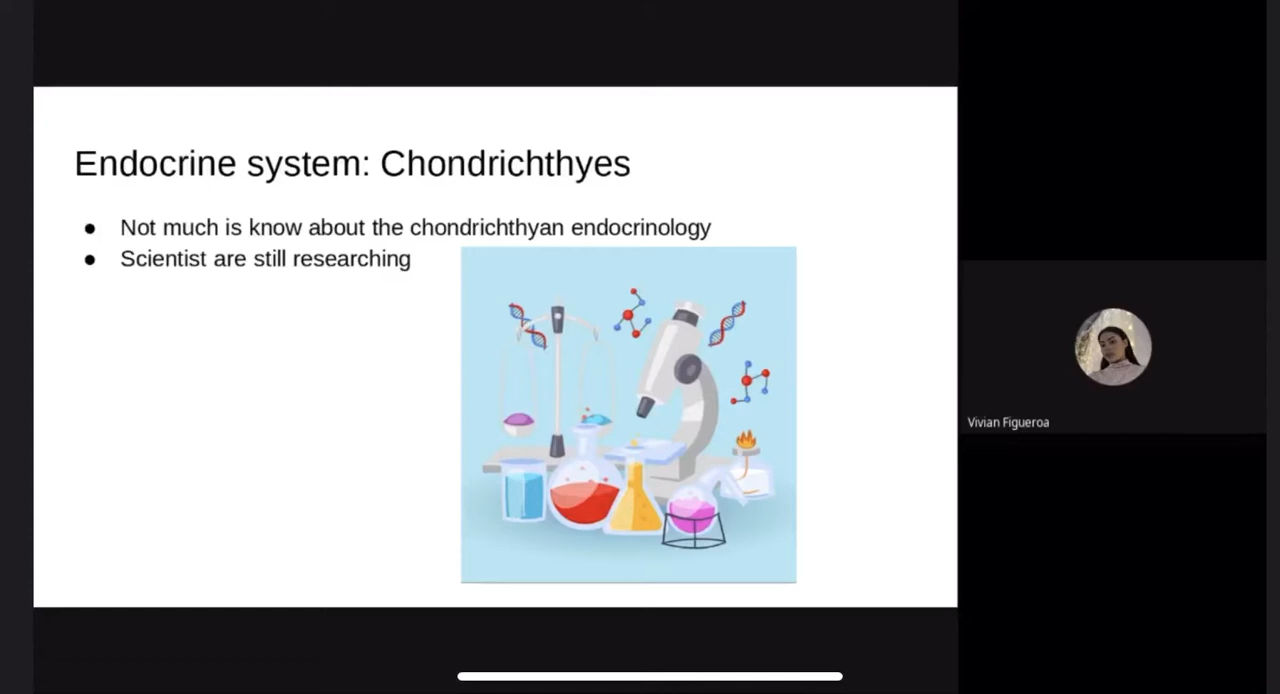 Endocrine system: Chondrichthyes
● Not much is know about the chondrichthyan endocrinology
● Scientist are still researching
Vivian Figueroa